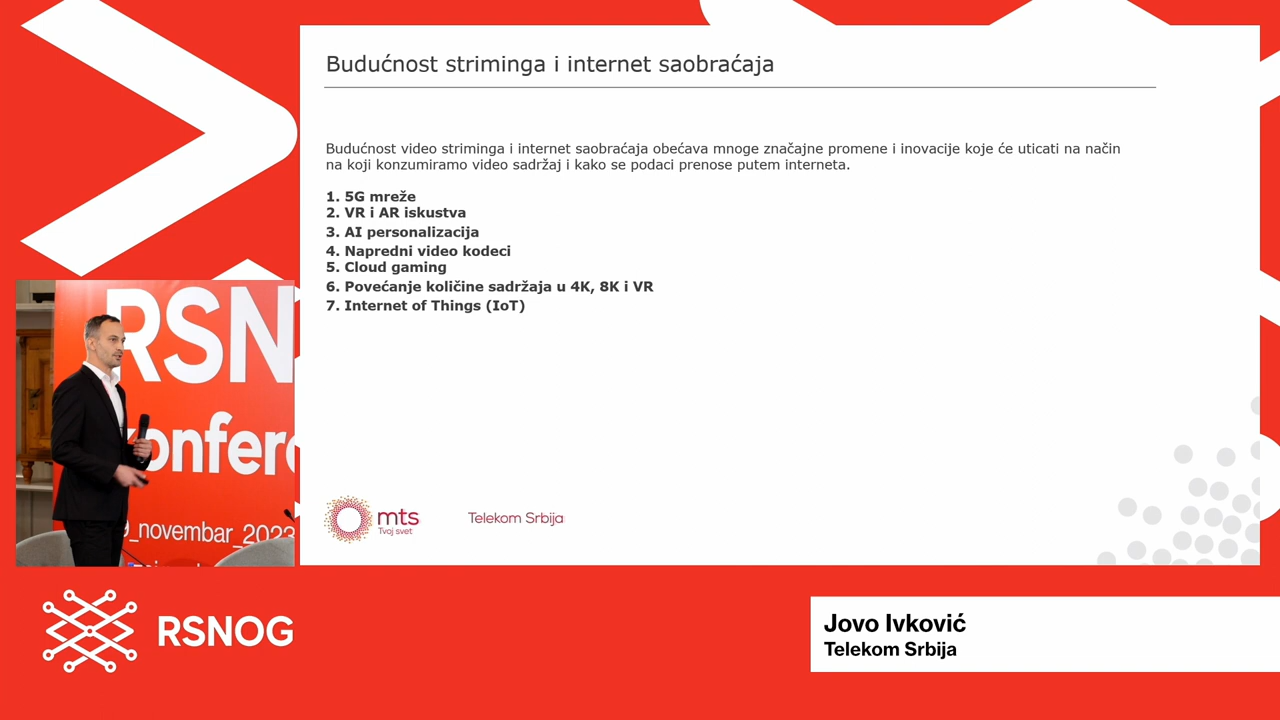 Budućnost striminga i internet saobraćaja
Budućnost video striminga i internet saobraćaja obećava mnoge značajne promene i inovacije koje će uticati na način
na koji konzumiramo video sadržaj i kako se podaci prenose putem interneta.
1. 5G mreže
2. VR i AR iskustva
3. AI personalizacija
4. Napredni video kodeci
5. Cloud gaming
6. Povećanje količine sadržaja u 4K, 8K i VR
7. Internet of Things (IoT)
mts
Tvoj svet
Telekom Srbija
RSN
konfere
9_novembar_2023
RSNOG
Jovo Ivković
Telekom Srbija